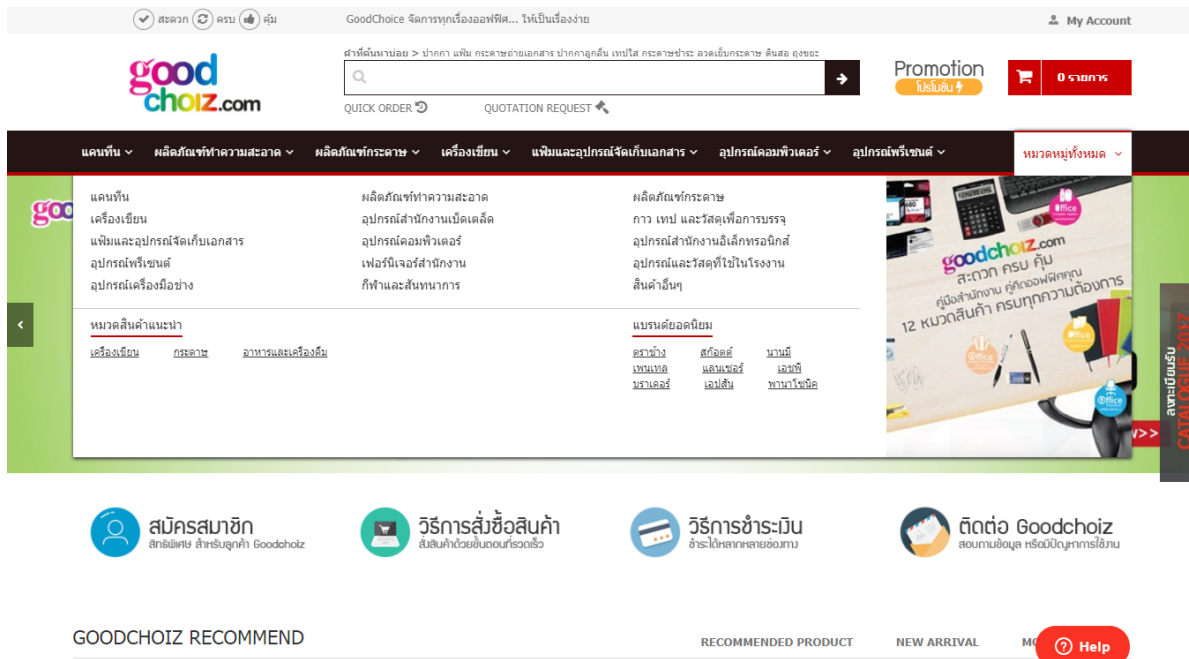 สะดวก ครบ คุ้ม
GoodChoice จัดการทุกเรื่องออฟฟิศ... ให้เป็นเรื่องง่าย
My Account
good
choiz.com
คำที่ค้นหาบ่อย > ปากกา แฟ้ม กระดาษถ่ายเอกสาร ปากกาลูกลื่น เทปใส กระดาษชำระ ลวดเย็บกระดาษ ดินสอ ถุงขยะ
QUICK ORDER
QUOTATION REQUEST
Promotion
โปรโมชั่น
0 รายการ
แคนทีน
ผลิตภัณฑ์ทำความสะอาด
ผลิตภัณฑ์กระดาษ
เครื่องเขียน
แฟ้มและอุปกรณ์จัดเก็บเอกสาร
อุปกรณ์คอมพิวเตอร์
อุปกรณ์พรีเซนต์
หมวดหมู่ทั้งหมด
goo
แคนทีน
ผลิตภัณฑ์ทำความสะอาด
ผลิตภัณฑ์กระดาษ
เครื่องเขียน
อุปกรณ์สำนักงานเบ็ดเตล็ด
กาว เทป และวัสดุเพื่อการบรรจุ
แฟ้มและอุปกรณ์จัดเก็บเอกสาร
อุปกรณ์คอมพิวเตอร์
อุปกรณ์สำนักงานอิเล็กทรอนิกส์
อุปกรณ์พรีเซนต์
เฟอร์นิเจอร์สำนักงาน
อุปกรณ์และวัสดุที่ใช้ในโรงงาน
อุปกรณ์เครื่องมือช่าง
กีฬาและสันทนาการ
สินค้าอื่นๆ
หมวดสินค้าแนะนำ
เครื่องเขียน กระดาษ อาหารและเครื่องดื่ม
แบรนด์ยอดนิยม
ตราช้าง สก๊อตต์ นานมี
เพนเทล แลนเซอร์ เอชพี
บราเดอร์ เอปสัน พานาโซนิค
680
Office
goodchoiz.com
สะดวก ครบ คุ้ม
คู่มือสำนักงาน คู่คิดออฟฟิศคุณ
12 หมวดสินค้า ครบทุกความต้องการ
Office
Office
Office
ลงทะเบียนรับ
CATALOGUE 2017
สมัครสมาชิก
สิทธิพิเศษ สำหรับลูกค้า Goodchoiz
วิธีการสั่งซื้อสินค้า
สั่งสินค้าด้วยขั้นตอนที่รวดเร็ว
วิธีการชำระเงิน
ชำระได้หลากหลายช่องทาง
ติดต่อ Goodchoiz
สอบถามข้อมูล หรือมีปัญหาการใช้งาน
GOODCHOIZ RECOMMEND
RECOMMENDED PRODUCT
NEW ARRIVAL
Help